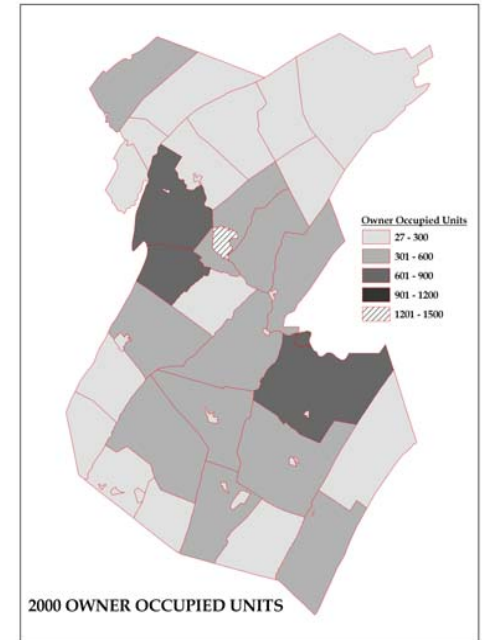 Owner Occupied Units
27 - 300
301 - 600
601 - 900
901 - 1200
1201 - 1500
2000 OWNER OCCUPIED UNITS